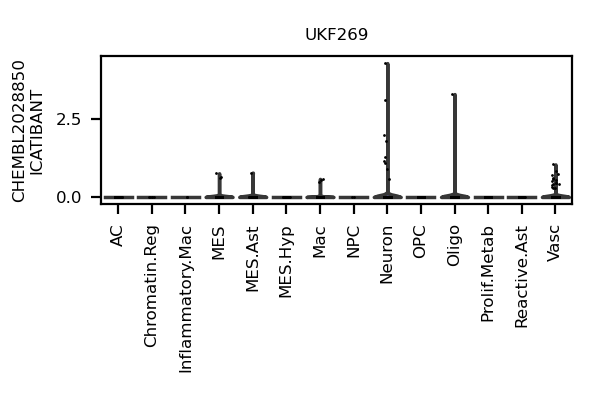 UKF269
CHEMBL2028850
ICATIBANT
2.5
0.0
AC
Chromatin.Reg
Inflammatory.Mac
MES
MES.Ast
MES.Hyp
Mac
NPC
Neuron
OPC
Oligo
Prolif.Metab
Reactive.Ast
Vasc